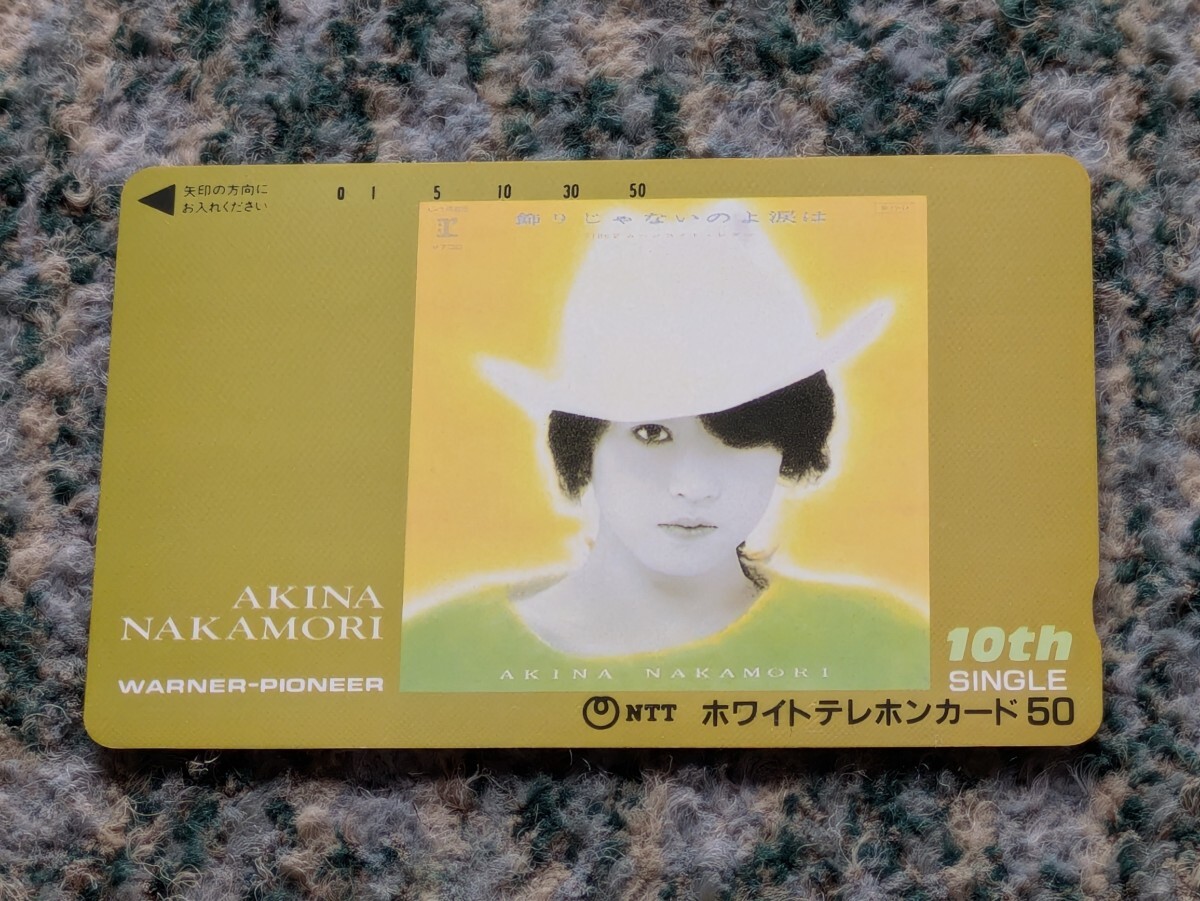 矢印の方向に
お入れください
0 1 5 10 30 50
飾りじゃないのよ涙は
AKINA NAKAMORI
AKINA
NAKAMORI
WARNER-PIONEER
10th
SINGLE
NTT ホワイトテレホンカード 50